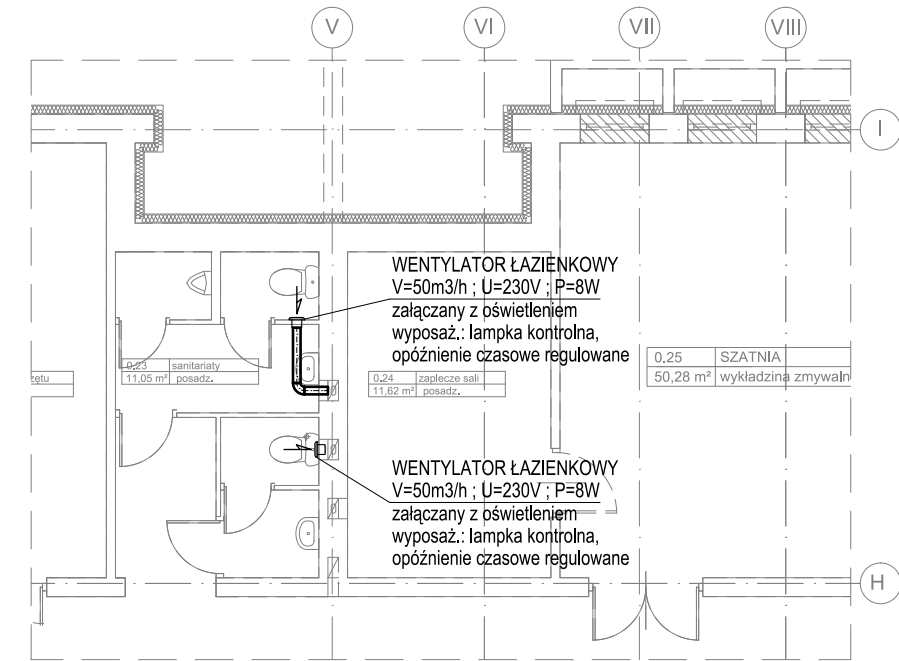 V
VI
VII
VIII
I
WENTYLATOR ŁAZIENKOWY
V=50m3/h ; U=230V ; P=8W
załączany z oświetleniem
wyposaż.: lampka kontrolna,
opóźnienie czasowe regulowane
0.23 sanitariaty
11,05 m² posadz.
zętu
0.24 zaplecze sali
11,62 m² posadz.
0.25 SZATNIA
50,28 m² wykładzina zmywaln
WENTYLATOR ŁAZIENKOWY
V=50m3/h ; U=230V ; P=8W
załączany z oświetleniem
wyposaż.: lampka kontrolna,
opóźnienie czasowe regulowane
H